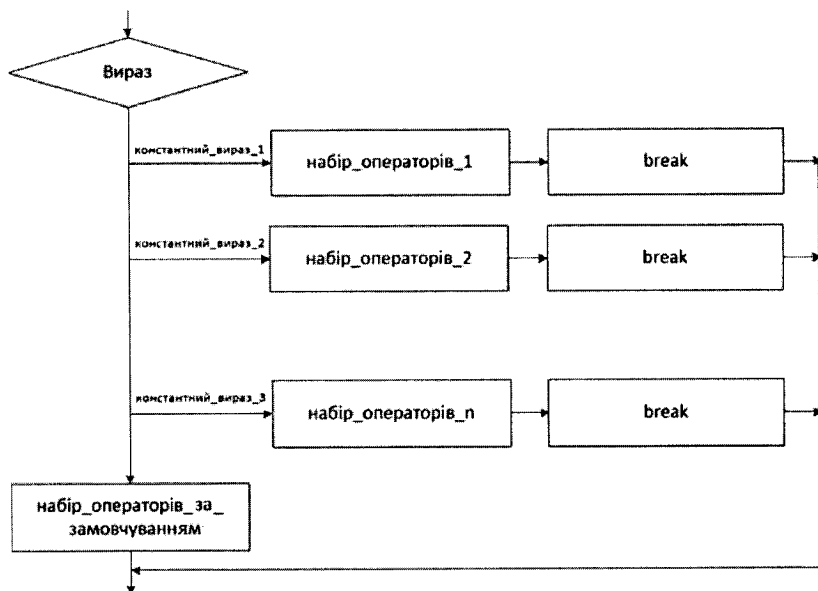 Вираз
константний_вираз_1
набір_операторів_1
break
константний_вираз_2
набір_операторів_2
break
константний_вираз_3
набір_операторів_n
break
набір_операторів_за_
замовчуванням